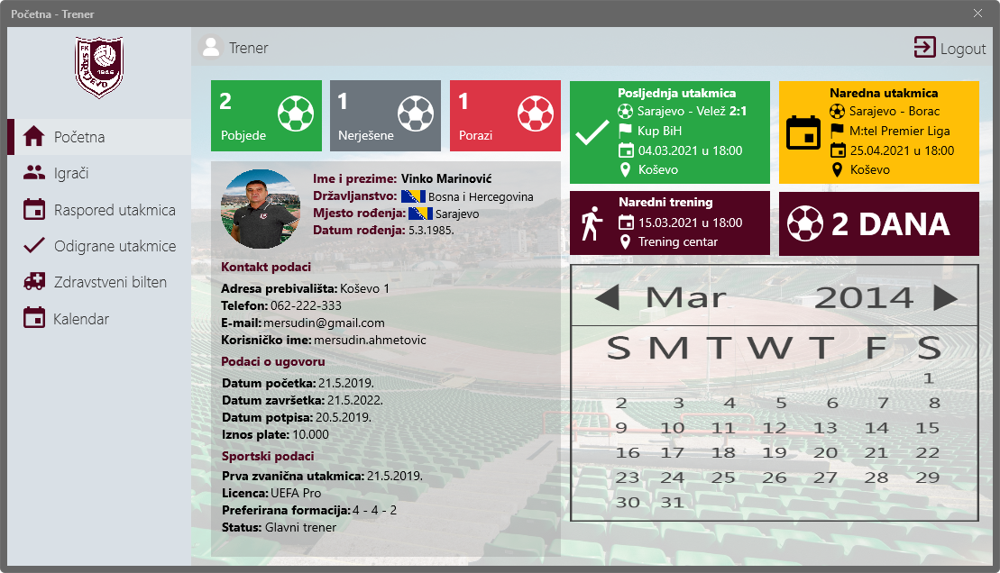 Početna - Trener
FK
SARAJEVO
1946
Trener
Logout
Početna
Igrači
Raspored utakmica
Odigrane utakmice
Zdravstveni bilten
Kalendar
2
Pobjede
1
Nerješene
1
Porazi
Ime i prezime: Vinko Marinović
Državljanstvo: Bosna i Hercegovina
Mjesto rođenja: Sarajevo
Datum rođenja: 5.3.1985.
Kontakt podaci
Adresa prebivališta: Koševo 1
Telefon: 062-222-333
E-mail: mersudin@gmail.com
Korisničko ime: mersudin.ahmetovic
Podaci o ugovoru
Datum početka: 21.5.2019.
Datum završetka: 21.5.2022.
Datum potpisa: 20.5.2019.
Iznos plate: 10.000
Sportski podaci
Prva zvanična utakmica: 21.5.2019.
Licenca: UEFA Pro
Preferirana formacija: 4 - 4 - 2
Status: Glavni trener
Posljednja utakmica
Sarajevo - Velež 2:1
Kup BiH
04.03.2021 u 18:00
Koševo
Naredna utakmica
Sarajevo - Borac
M:tel Premier Liga
25.04.2021 u 18:00
Koševo
Naredni trening
15.03.2021 u 18:00
Trening centar
2 DANA
Mar 2014
S M T W T F S
1
2 3 4 5 6 7 8
9 10 11 12 13 14 15
16 17 18 19 20 21 22
23 24 25 26 27 28 29
30 31